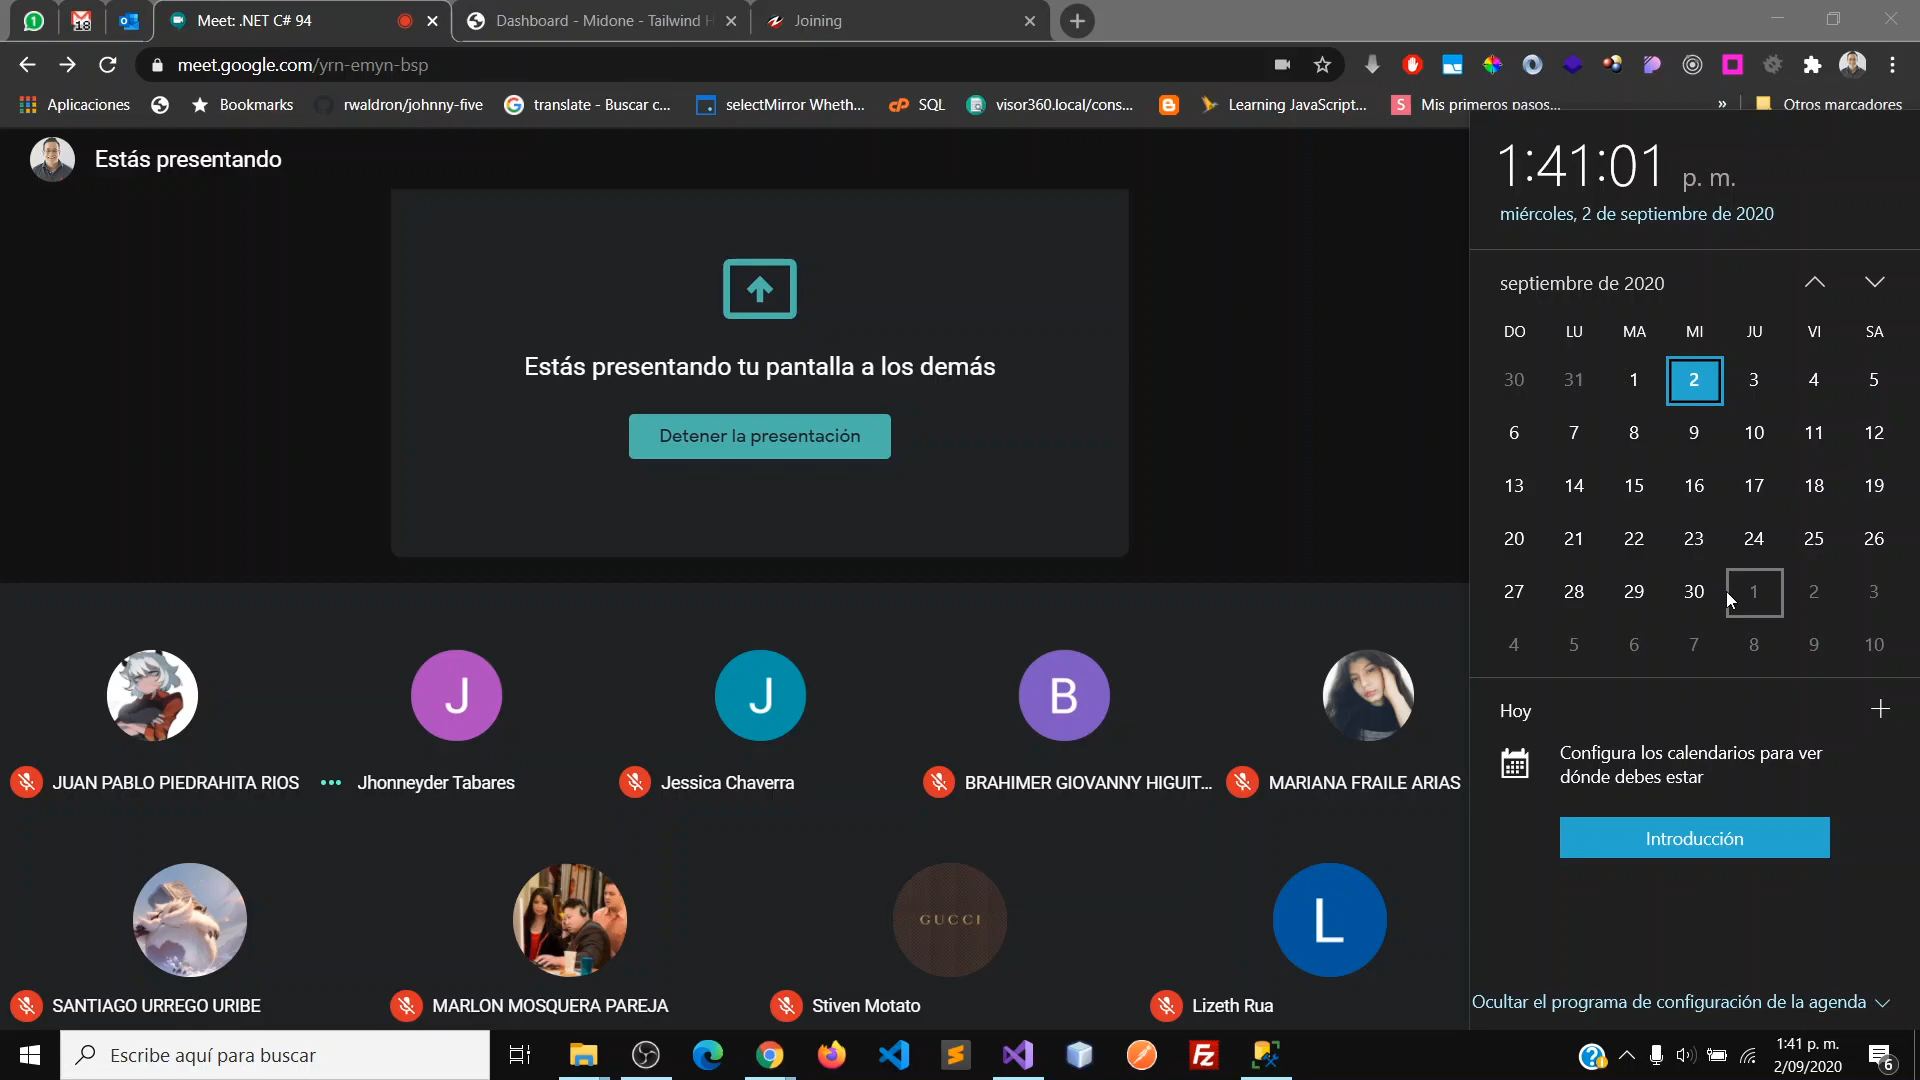 Meet: .NET C# 94
Dashboard - Midone - Tailwind H
Joining
meet.google.com/yrn-emyn-bsp
Aplicaciones
Bookmarks
rwaldron/johnny-five
translate - Buscar c...
selectMirror Wheth...
SQL
visor360.local/cons...
Learning JavaScript...
Mis primeros pasos...
»
Otros marcadores
Estás presentando
Estás presentando tu pantalla a los demás
Detener la presentación
J
J
B
JUAN PABLO PIEDRAHITA RIOS
Jhonneyder Tabares
Jessica Chaverra
BRAHIMER GIOVANNY HIGUIT...
MARIANA FRAILE ARIAS
GUCCI
L
SANTIAGO URREGO URIBE
MARLON MOSQUERA PAREJA
Stiven Motato
Lizeth Rua
1:41:01 p. m.
miércoles, 2 de septiembre de 2020
septiembre de 2020
DO LU MA MI JU VI SA
30 31 1 2 3 4 5
6 7 8 9 10 11 12
13 14 15 16 17 18 19
20 21 22 23 24 25 26
27 28 29 30 1 2 3
4 5 6 7 8 9 10
Hoy
Configura los calendarios para ver
dónde debes estar
Introducción
Ocultar el programa de configuración de la agenda
Escribe aquí para buscar
1:41 p. m.
2/09/2020
6